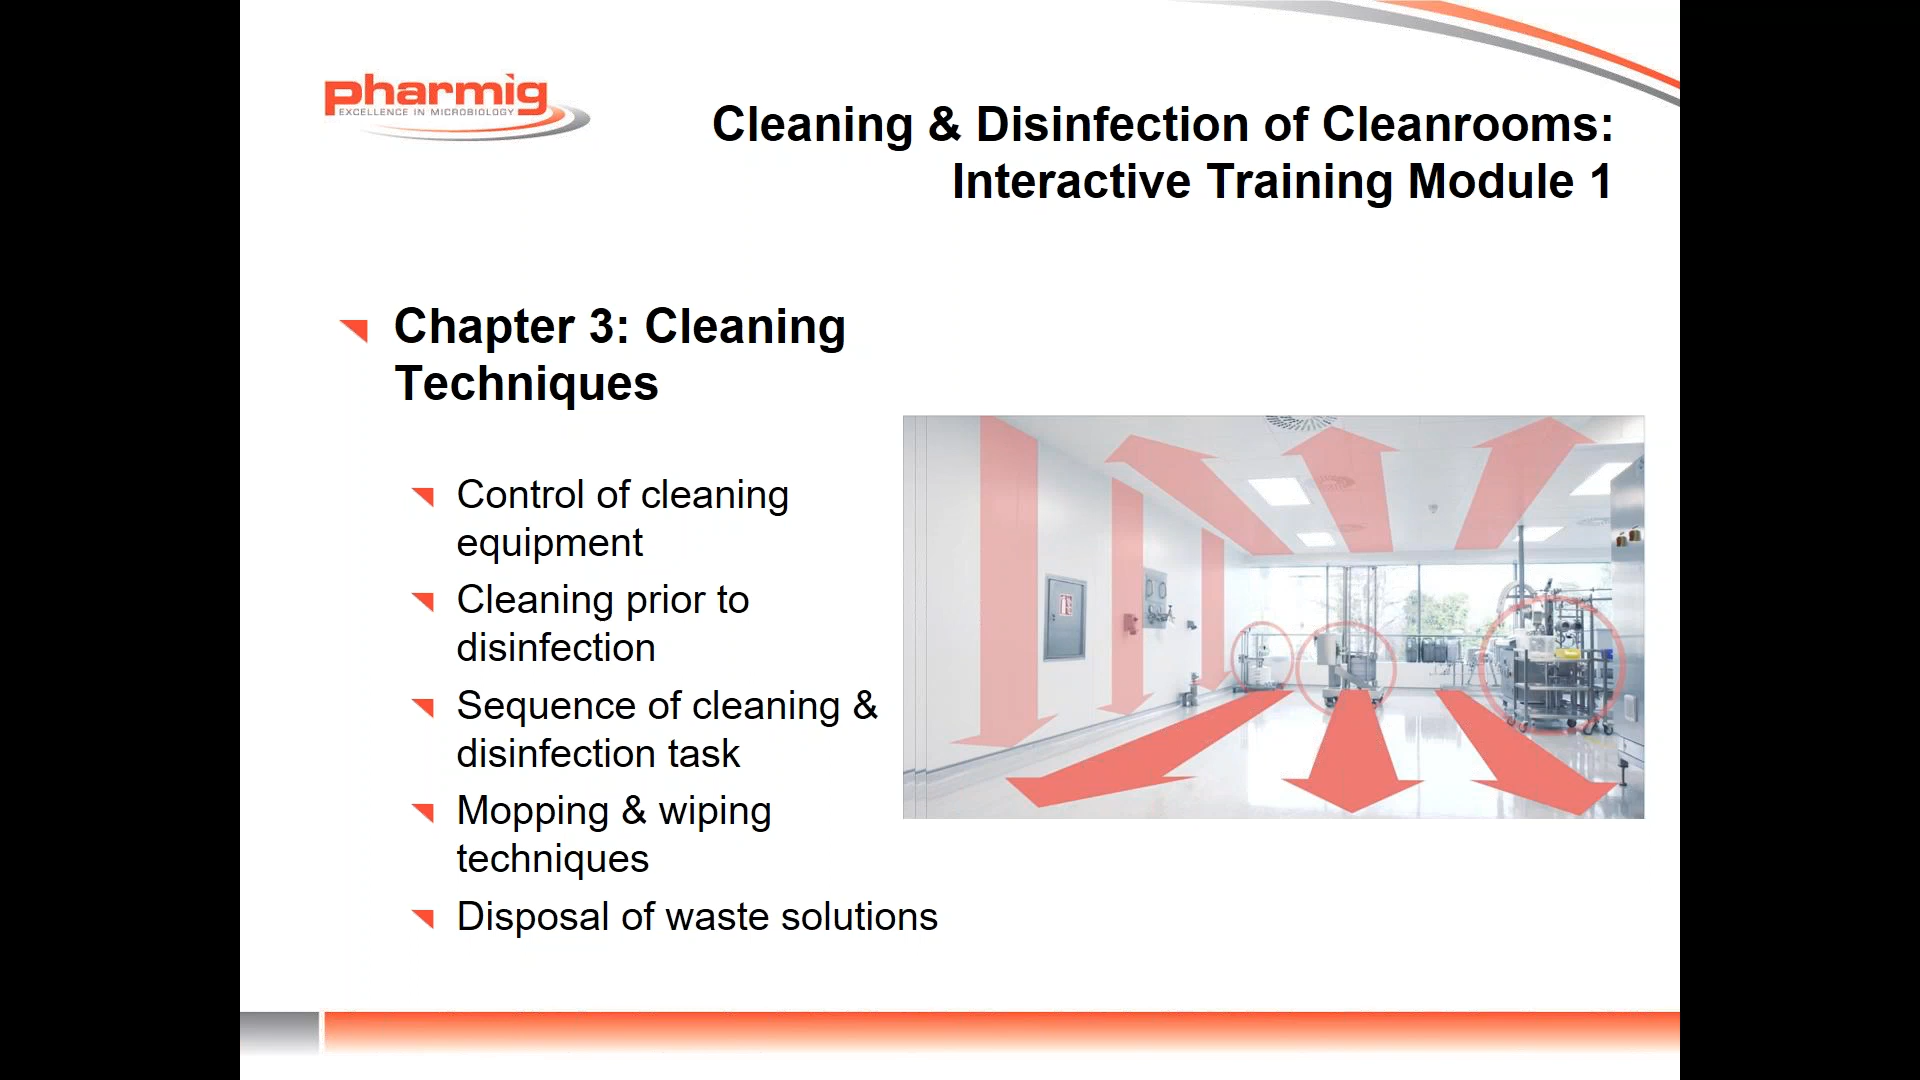 pharmig
EXCELLENCE IN MICROBIOLOGY
Cleaning & Disinfection of Cleanrooms:
Interactive Training Module 1
Chapter 3: Cleaning
Techniques
Control of cleaning
equipment
Cleaning prior to
disinfection
Sequence of cleaning &
disinfection task
Mopping & wiping
techniques
Disposal of waste solutions